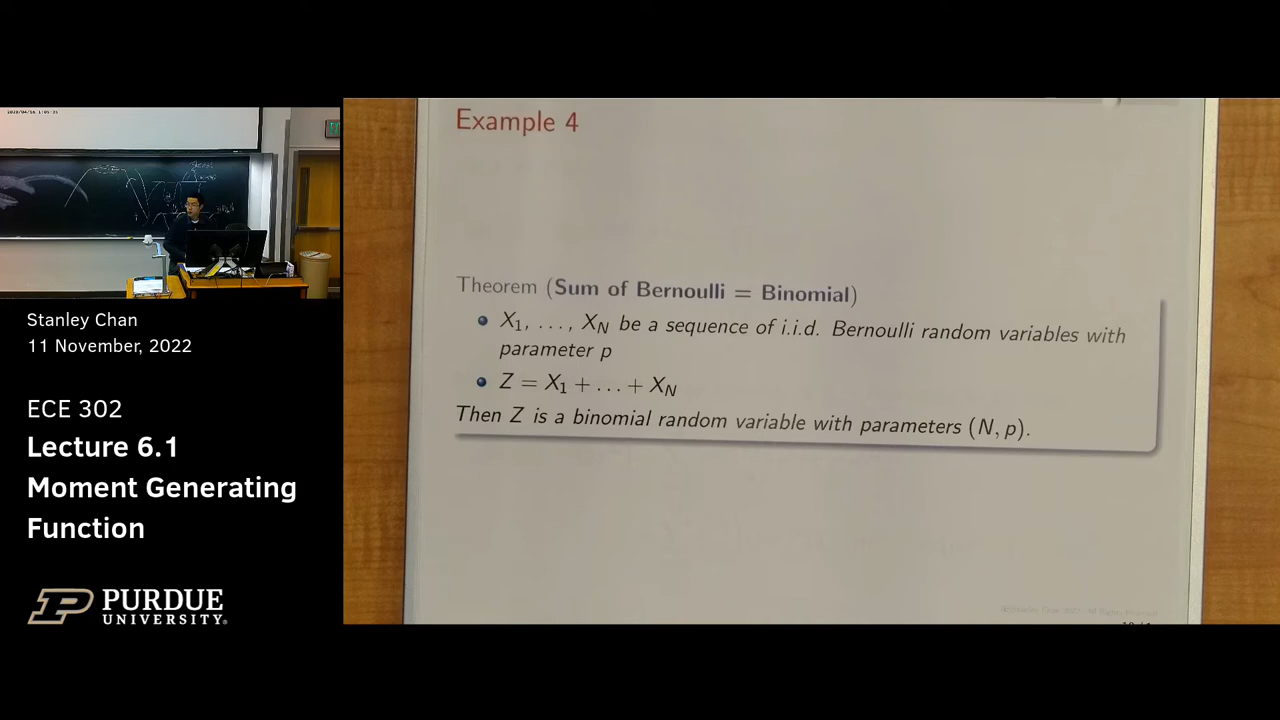 Example 4
Theorem (Sum of Bernoulli = Binomial)
X1, . . . , XN be a sequence of i.i.d. Bernoulli random variables with
parameter p
Z = X1 + . . . + XN
Then Z is a binomial random variable with parameters (N, p).
Stanley Chan
11 November, 2022
ECE 302
Lecture 6.1
Moment Generating
Function
PURDUE
UNIVERSITY.